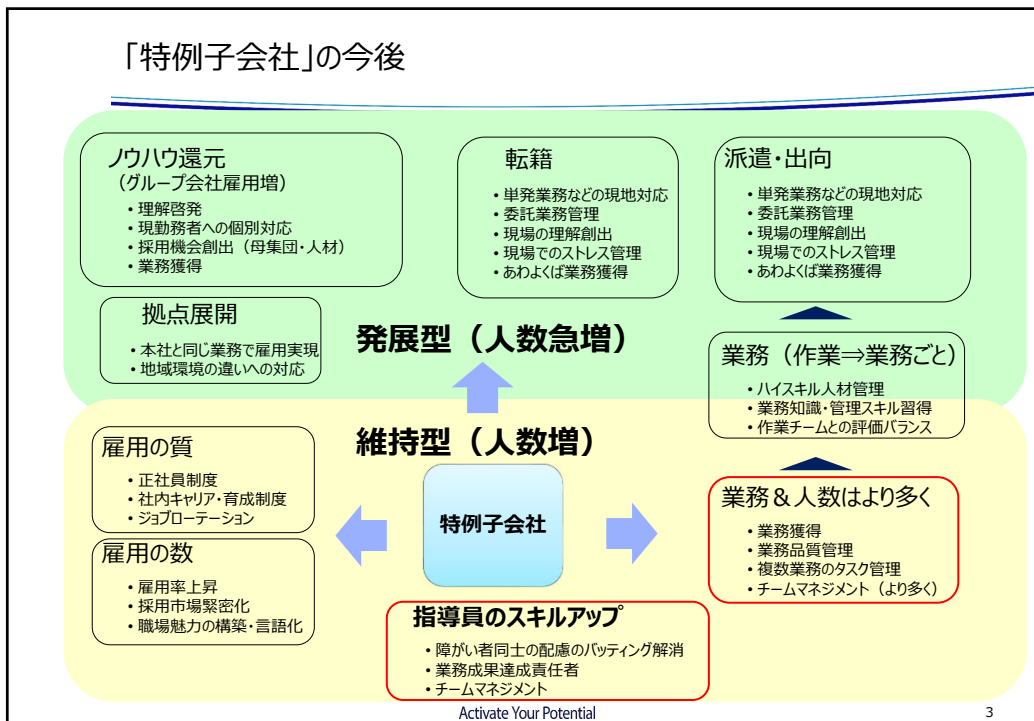 「特例子会社」の今後
ノウハウ還元
（グループ会社雇用増）
・理解啓発
・現勤務者への個別対応
・採用機会創出（母集団・人材）
・業務獲得
転籍
・単発業務などの現地対応
・委託業務管理
・現場の理解創出
・現場でのストレス管理
・あわよくば業務獲得
派遣・出向
・単発業務などの現地対応
・委託業務管理
・現場の理解創出
・現場でのストレス管理
・あわよくば業務獲得
拠点展開
・本社と同じ業務で雇用実現
・地域環境の違いへの対応
発展型（人数急増）
業務（作業⇒業務ごと）
・ハイスキル人材管理
・業務知識・管理スキル習得
・作業チームとの評価バランス
維持型（人数増）
雇用の質
・正社員制度
・社内キャリア・育成制度
・ジョブローテーション
特例子会社
業務＆人数はより多く
・業務獲得
・業務品質管理
・複数業務のタスク管理
・チームマネジメント（より多く）
雇用の数
・雇用率上昇
・採用市場緊密化
・職場魅力の構築・言語化
指導員のスキルアップ
・障がい者同士の配慮のバッティング解消
・業務成果達成責任者
・チームマネジメント
Activate Your Potential
3